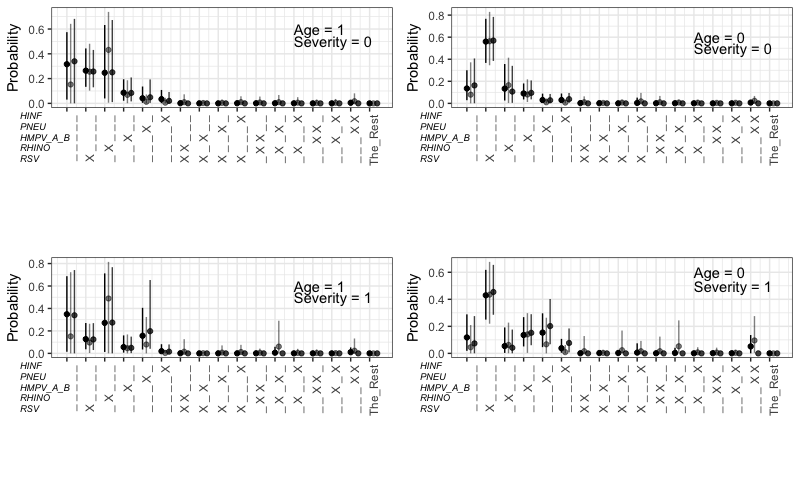 Probability
0.6
0.4
0.2
0.0
Age = 1
Severity = 0
HINF
PNEU
HMPV_A_B
RHINO
RSV
The_Rest
Probability
0.8
0.6
0.4
0.2
0.0
Age = 0
Severity = 0
HINF
PNEU
HMPV_A_B
RHINO
RSV
The_Rest
Probability
0.8
0.6
0.4
0.2
0.0
Age = 1
Severity = 1
HINF
PNEU
HMPV_A_B
RHINO
RSV
The_Rest
Probability
0.6
0.4
0.2
0.0
Age = 0
Severity = 1
HINF
PNEU
HMPV_A_B
RHINO
RSV
The_Rest